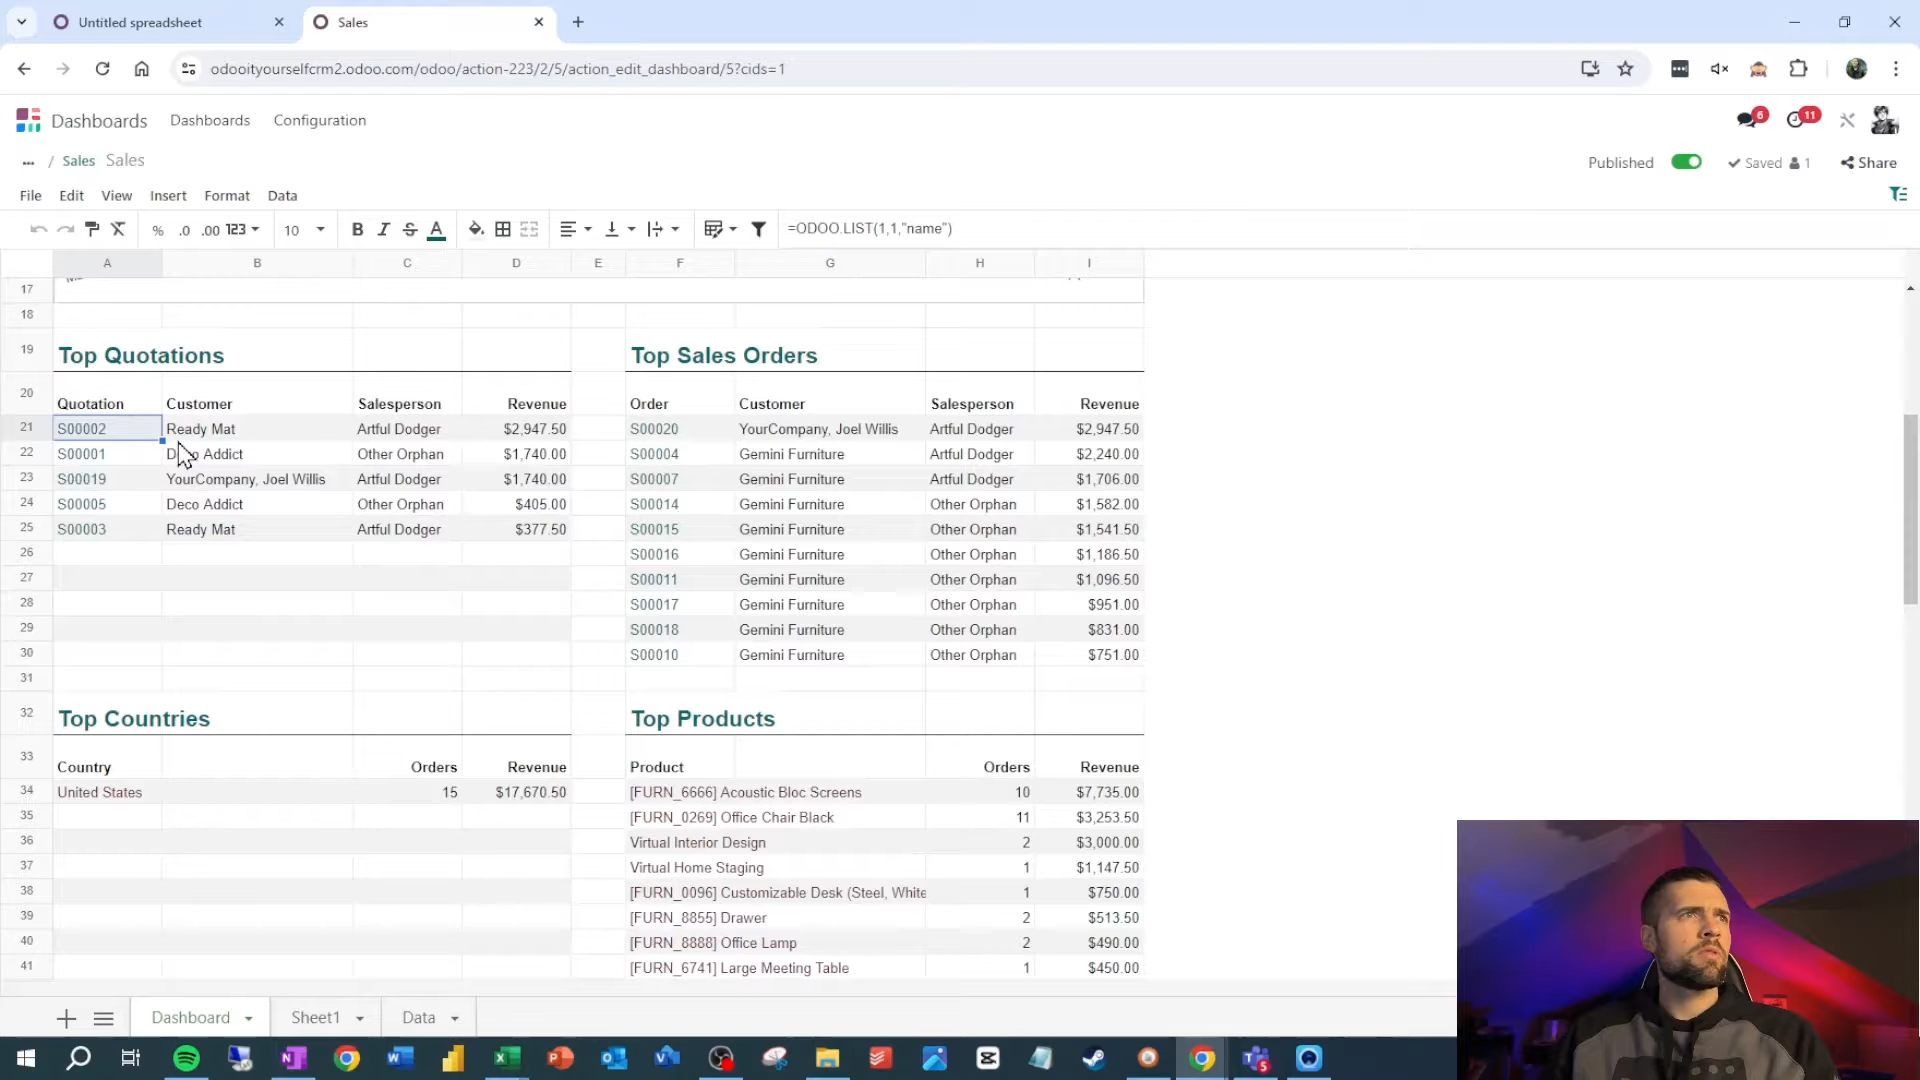 Untitled spreadsheet
Sales
odooityourselfcrm2.odoo.com/odoo/action-223/2/5/action_edit_dashboard/5?cids=1
Dashboards Dashboards Configuration
6 11
... / Sales Sales
Published Saved 1 Share
File Edit View Insert Format Data
% .0 .00 123 10 B I S A =ODOO.LIST(1,1,"name")
A B C D E F G H I
17
18
19 Top Quotations Top Sales Orders
20 Quotation Customer Salesperson Revenue Order Customer Salesperson Revenue
21 S00002 Ready Mat Artful Dodger $2,947.50 S00020 YourCompany, Joel Willis Artful Dodger $2,947.50
22 S00001 Addict Other Orphan $1,740.00 S00004 Gemini Furniture Artful Dodger $2,240.00
23 S00019 YourCompany, Joel Willis Artful Dodger $1,740.00 S00007 Gemini Furniture Artful Dodger $1,706.00
24 S00005 Deco Addict Other Orphan $405.00 S00014 Gemini Furniture Other Orphan $1,582.00
25 S00003 Ready Mat Artful Dodger $377.50 S00015 Gemini Furniture Other Orphan $1,541.50
26 S00016 Gemini Furniture Other Orphan $1,186.50
27 S00011 Gemini Furniture Other Orphan $1,096.50
28 S00017 Gemini Furniture Other Orphan $951.00
29 S00018 Gemini Furniture Other Orphan $831.00
30 S00010 Gemini Furniture Other Orphan $751.00
31
32 Top Countries Top Products
33 Country Orders Revenue Product Orders Revenue
34 United States 15 $17,670.50 [FURN_6666] Acoustic Bloc Screens 10 $7,735.00
35 [FURN_0269] Office Chair Black 11 $3,253.50
36 Virtual Interior Design 2 $3,000.00
37 Virtual Home Staging 1 $1,147.50
38 [FURN_0096] Customizable Desk (Steel, White 1 $750.00
39 [FURN_8855] Drawer 2 $513.50
40 [FURN_8888] Office Lamp 2 $490.00
41 [FURN_6741] Large Meeting Table 1 $450.00
Dashboard Sheet1 Data